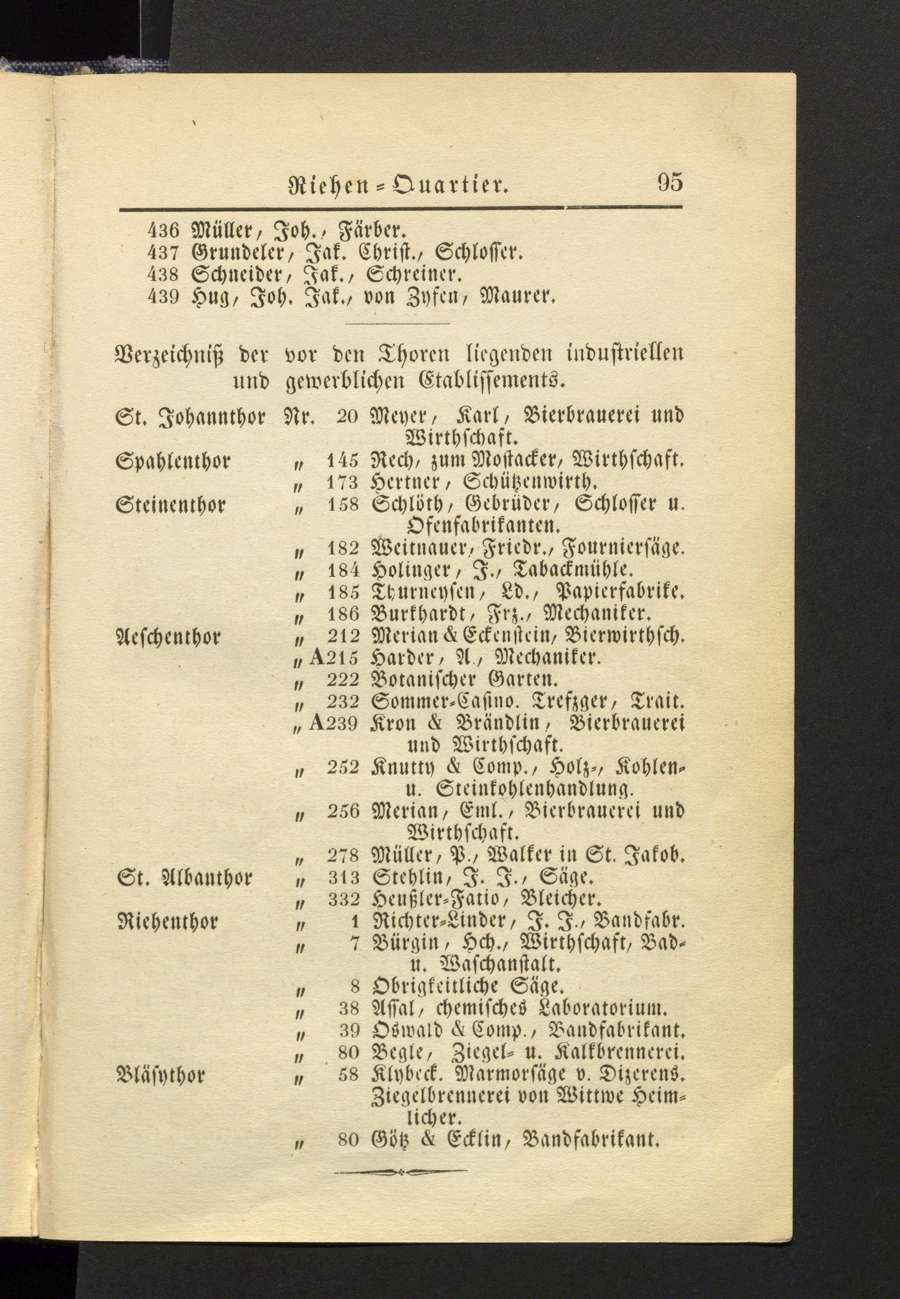 Riehen-Quartier. 95
436 Müller, Joh., Färber.
437 Grundeler, Jak. Christ., Schlosser.
438 Schneider, Jak., Schreiner.
439 Hug, Joh. Jak., von Zyfen, Maurer.
Verzeichniß der vor den Thoren liegenden industriellen
und gewerblichen Etablissements.
St. Johannthor Nr. 20 Meyer, Karl, Bierbrauerei und
Wirthschaft.
Spahlenthor „ 145 Rech, zum Mostacker, Wirthschaft.
„ 173 Hertner, Schützenwirth.
Steinenthor „ 158 Schlöth, Gebrüder, Schlosser u.
Ofenfabrikanten.
„ 182 Weitnauer, Friedr., Fourniersäge.
„ 184 Holinger, J., Tabackmühle.
„ 185 Thurneysen, Ld., Papierfabrike.
„ 186 Burkhardt, Frz., Mechaniker.
Aeschenthor „ 212 Merian & Eckenstein, Bierwirthsch.
„ A215 Harder, A., Mechaniker.
„ 222 Botanischer Garten.
„ 232 Sommer-Casino. Trefzger, Trait.
„ A239 Kron & Brändlin, Bierbrauerei
und Wirthschaft.
„ 252 Knutty & Comp., Holz-, Kohlen-
u. Steinkohlenhandlung.
„ 256 Merian, Eml., Bierbrauerei und
Wirthschaft.
„ 278 Müller, P., Walker in St. Jakob.
St. Albanthor „ 313 Stehlin, J. J., Säge.
„ 332 Heußler-Fatio, Bleicher.
Riehenthor „ 1 Richter-Linder, J. J., Bandfabr.
„ 7 Bürgin, Hch., Wirthschaft, Bad-
u. Waschanstalt.
„ 8 Obrigkeitliche Säge.
„ 38 Assal, chemisches Laboratorium.
„ 39 Oswald & Comp., Bandfabrikant.
„ 80 Begle, Ziegel- u. Kalkbrennerei.
Bläsythor „ 58 Klybeck. Marmorsäge v. Dizerens.
Ziegelbrennerei von Wittwe Heim-
licher.
„ 80 Götz & Ecklin, Bandfabrikant.